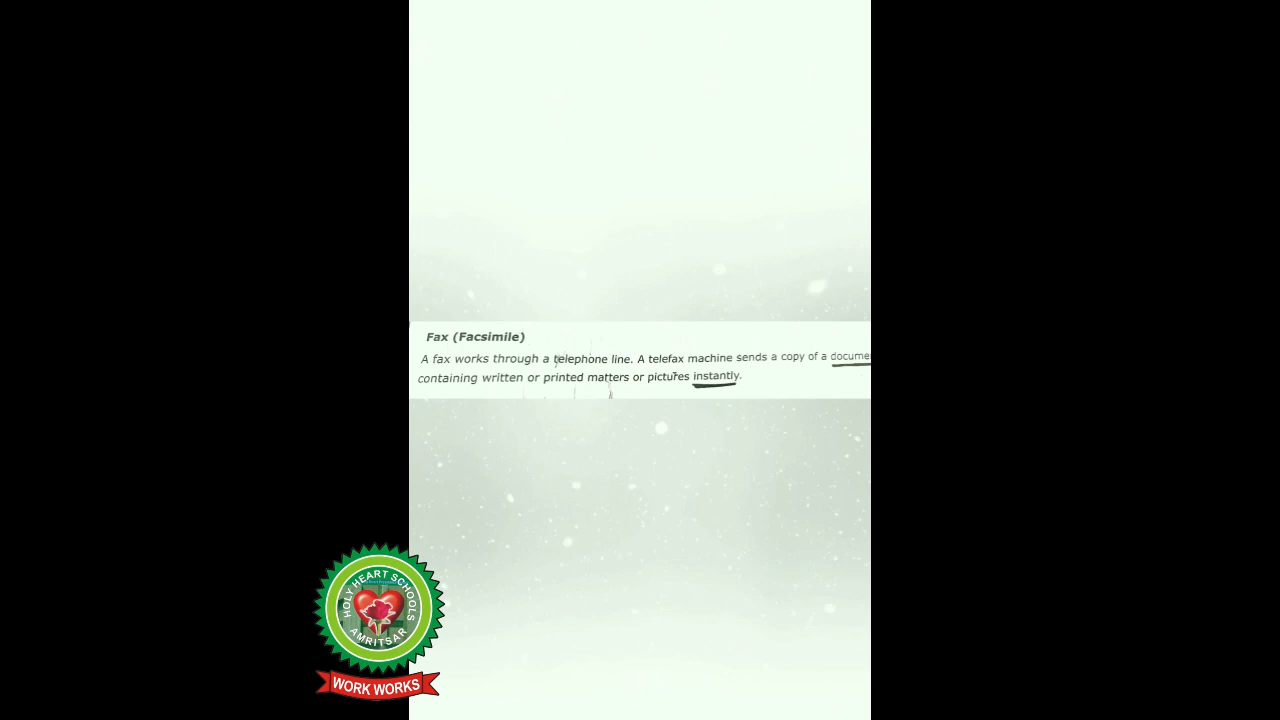 Fax (Facsimile)
A fax works through a telephone line. A telefax machine sends a copy of a docume
containing written or printed matters or pictures instantly.
HOLY HEART SCHOOLS
AMRITSAR
WORK WORKS